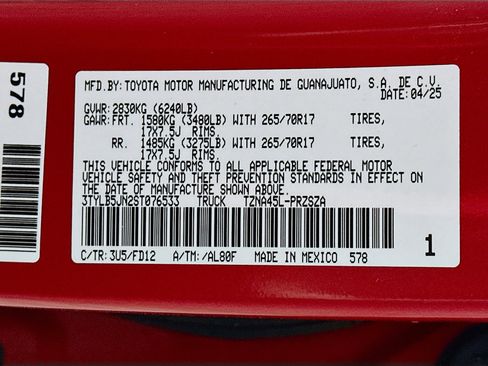 578
MFD.BY:TOYOTA MOTOR MANUFACTURING DE GUANAJUATO, S.A. DE C.V.
DATE:04/25
GVWR:2830KG (6240LB)
GAWR:FRT. 1580KG (3480LB) WITH 265/70R17 TIRES,
17X7.5J RIMS.
RR. 1485KG (3275LB) WITH 265/70R17 TIRES,
17X7.5J RIMS.
THIS VEHICLE CONFORMS TO ALL APPLICABLE FEDERAL MOTOR
VEHICLE SAFETY AND THEFT PREVENTION STANDARDS IN EFFECT ON
THE DATE OF MANUFACTURE SHOWN ABOVE.
3TYLB5JN2ST076533 TRUCK TZNA45L-PRZSZA
C/TR:3U5/FD12 A/TM:/AL80F MADE IN MEXICO 578
1